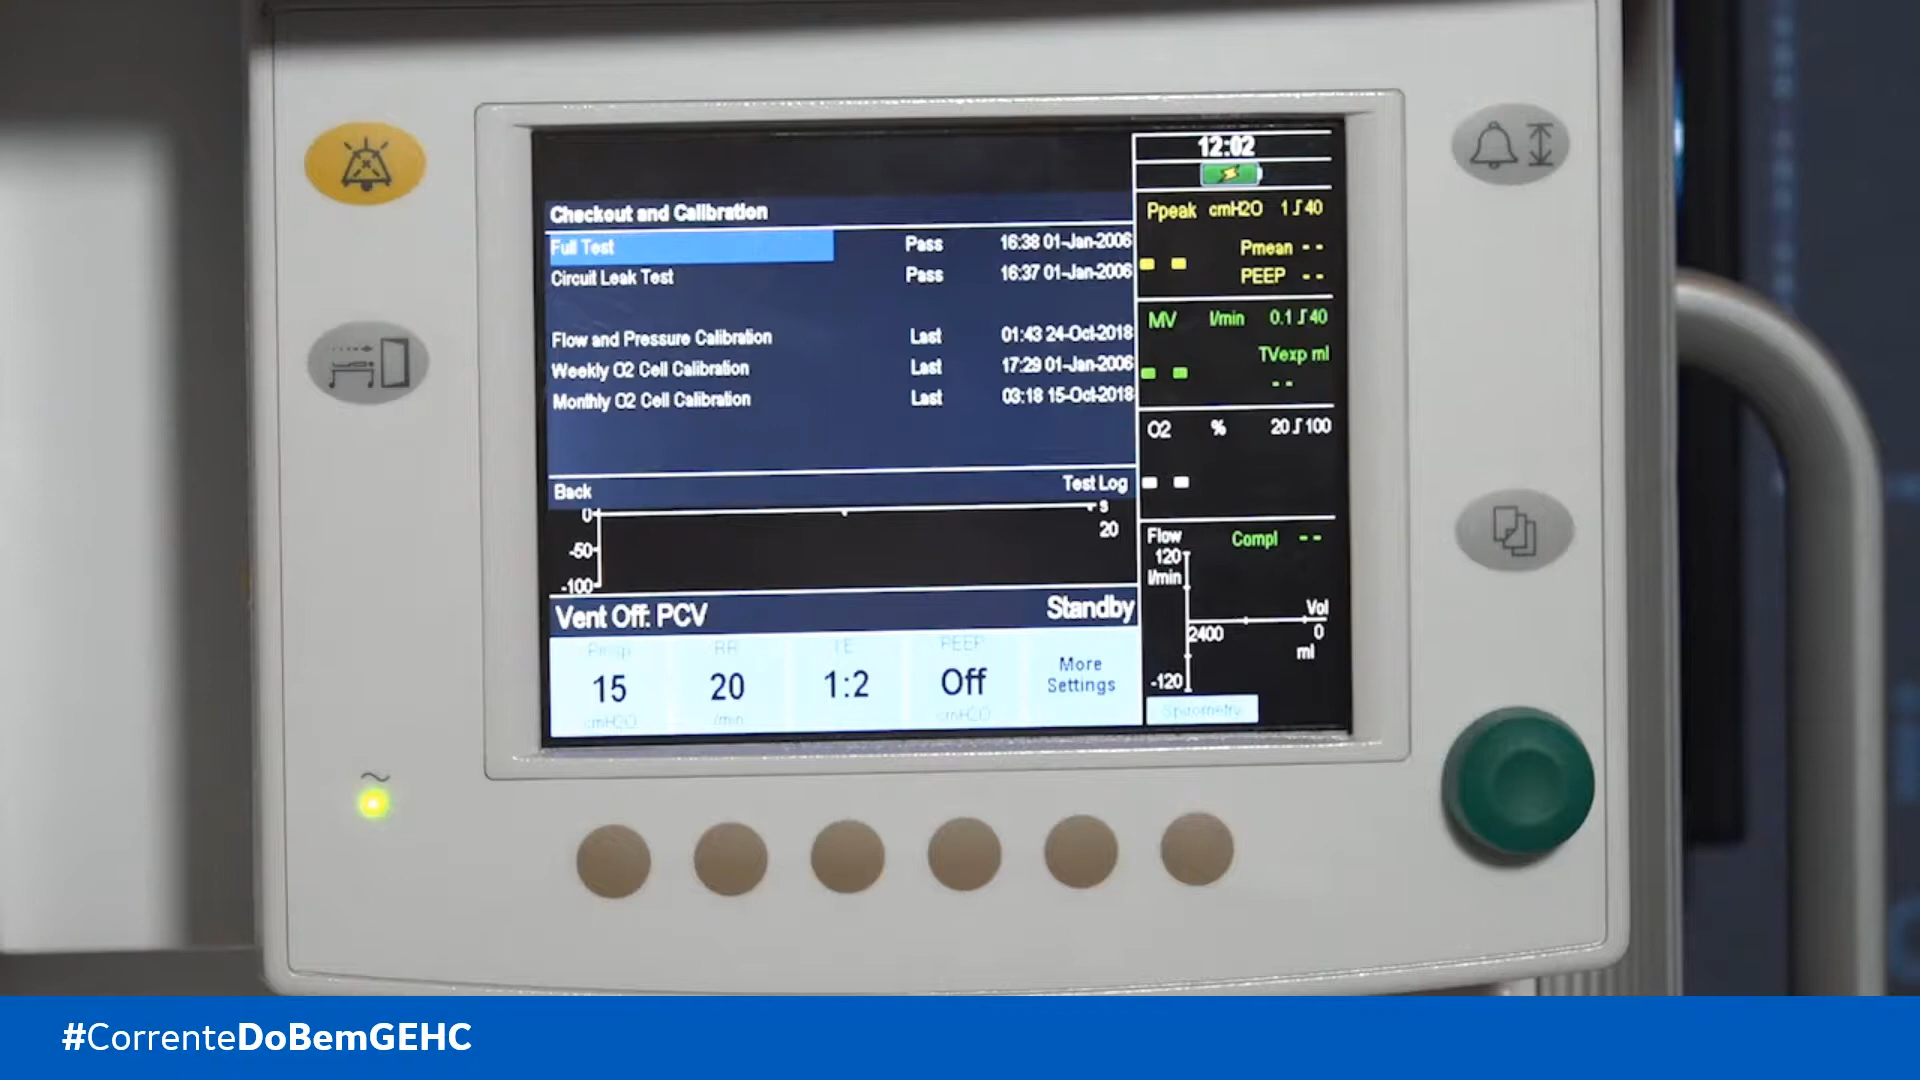 12:02
Checkout and Calibration
Full Test Pass 16:38 01-Jan-2006
Circuit Leak Test Pass 16:37 01-Jan-2006
Flow and Pressure Calibration Last 01:43 24-Oct-2018
Weekly O2 Cell Calibration Last 17:29 01-Jan-2006
Monthly O2 Cell Calibration Last 03:18 15-Oct-2018
Back Test Log
0 s
20
-50
-100
Vent Off: PCV Standby
Pinsp RR I:E PEEP
15 20 1:2 Off More Settings
cmH2O /min cmH2O
Ppeak cmH2O 1 40
Pmean --
-- PEEP --
MV l/min 0.1 40
TVexp ml
-- --
O2 % 20 100
--
Flow Compl --
120
l/min
Vol
2400 0
ml
-120
Spirometry
#CorrenteDoBemGEHC